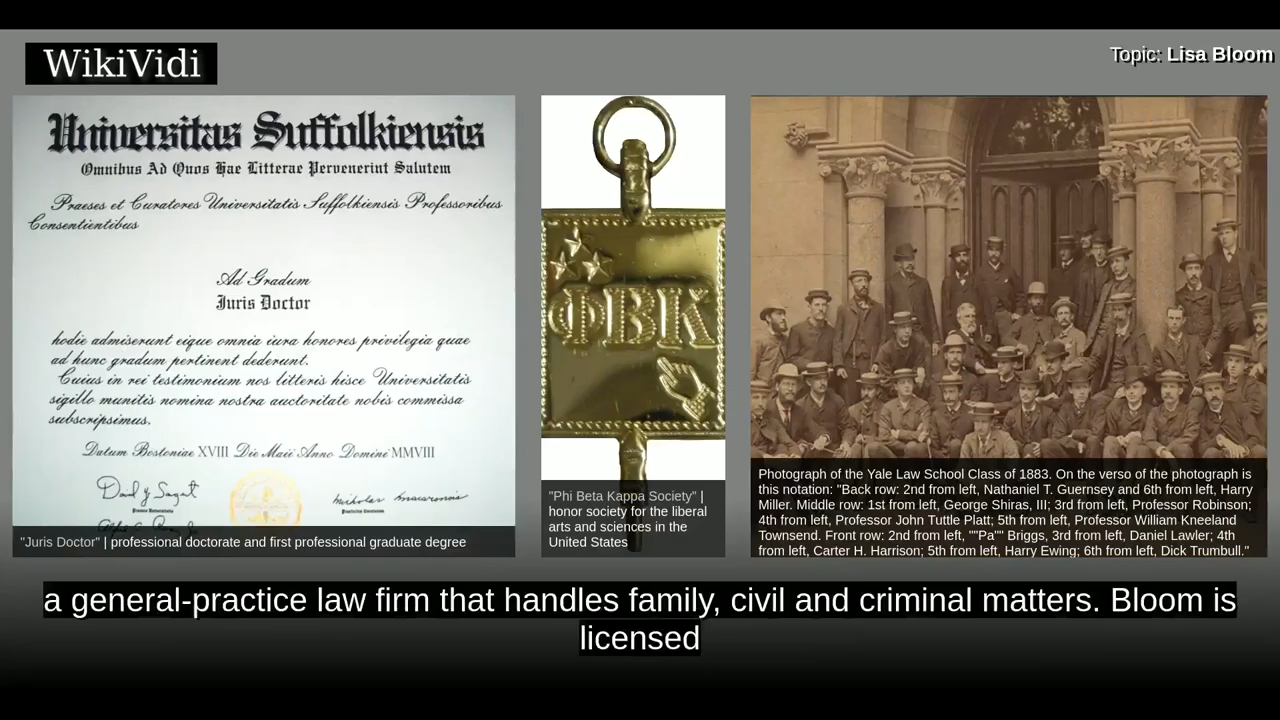 WikiVidi
Topic: Lisa Bloom
Universitas Suffolkiensis
Omnibus Ad Quos Hae Litterae Pervenerint Salutem
Praeses et Curatores Universitatis Suffolkiensis Professoribus
Consentientibus
Ad Gradum
Juris Doctor
hodie admiserunt eique omnia iura honores privilegia quae
ad hunc gradum pertinent dederunt.
Cuius in rei testimonium nos litteris hisce Universitatis
sigillo munitis nomina nostra auctoritate nobis commissa
subscripsimus.
Datum Bostoniae XVIII Die Maii Anno Domini MMVIII
"Juris Doctor" | professional doctorate and first professional graduate degree
ΦΒΚ
"Phi Beta Kappa Society" |
honor society for the liberal
arts and sciences in the
United States
Photograph of the Yale Law School Class of 1883. On the verso of the photograph is
this notation: "Back row: 2nd from left, Nathaniel T. Guernsey and 6th from left, Harry
Miller. Middle row: 1st from left, George Shiras, III; 3rd from left, Professor Robinson;
4th from left, Professor John Tuttle Platt; 5th from left, Professor William Kneeland
Townsend. Front row: 2nd from left, ""Pa"" Briggs, 3rd from left, Daniel Lawler; 4th
from left, Carter H. Harrison; 5th from left, Harry Ewing; 6th from left, Dick Trumbull."
a general-practice law firm that handles family, civil and criminal matters. Bloom is
licensed